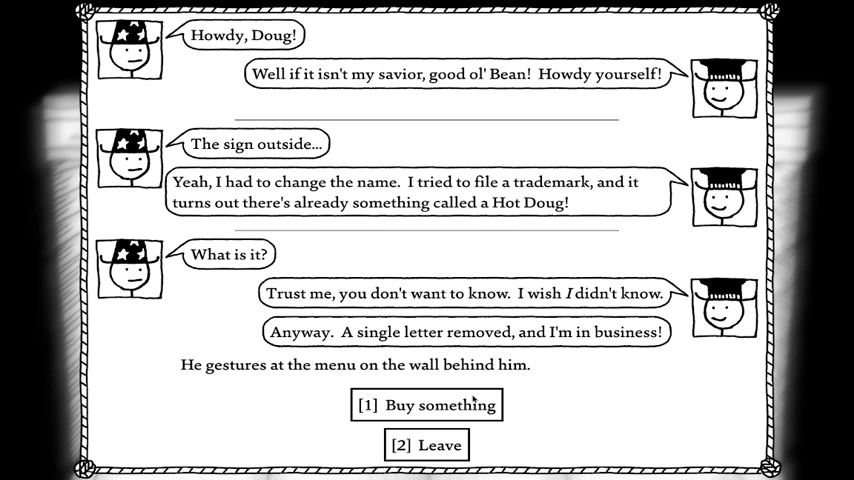 Howdy, Doug!
Well if it isn't my savior, good ol' Bean!  Howdy yourself!
The sign outside...
Yeah, I had to change the name.  I tried to file a trademark, and it
turns out there's already something called a Hot Doug!
What is it?
Trust me, you don't want to know.  I wish I didn't know.
Anyway.  A single letter removed, and I'm in business!
He gestures at the menu on the wall behind him.
[1]  Buy something
[2]  Leave